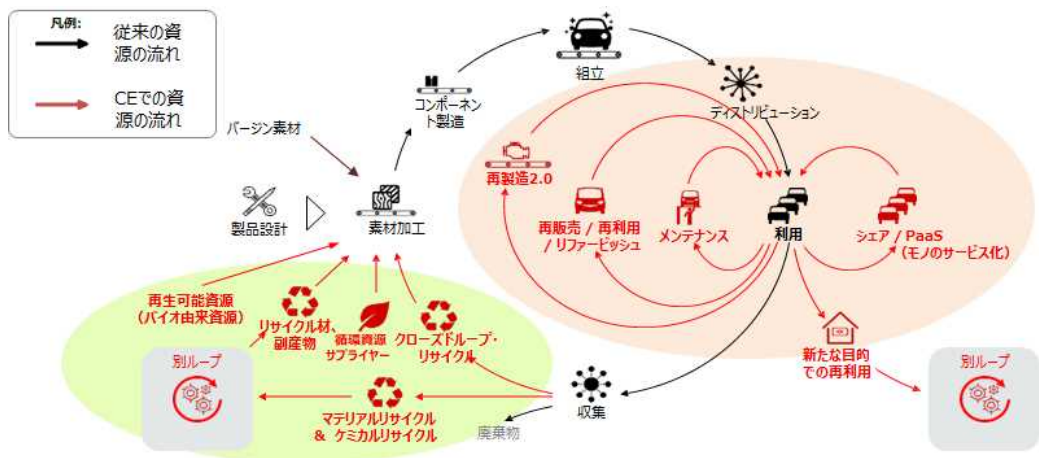 凡例:
従来の資
源の流れ
CEでの資
源の流れ
組立
コンポーネン
ト製造
ディストリビューション
バージン素材
再製造2.0
製品設計
素材加工
再販売 / 再利用
/ リファービッシュ
メンテナンス
利用
シェア / PaaS
（モノのサービス化）
再生可能資源
（バイオ由来資源）
リサイクル材、
副産物
循環資源
サプライヤー
クローズドループ・
リサイクル
新たな目的
での再利用
別ループ
別ループ
マテリアルリサイクル
& ケミカルリサイクル
収集
廃棄物